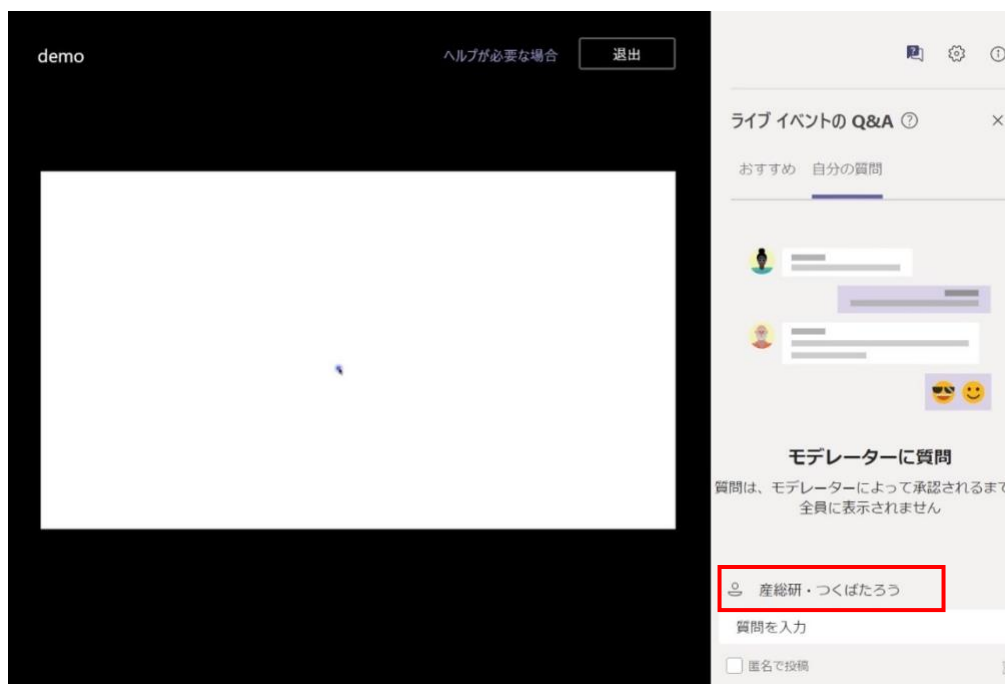 demo
ヘルプが必要な場合
退出
ライブ イベントの Q&A
おすすめ 自分の質問
モデレーターに質問
質問は、モデレーターによって承認されるまで
全員に表示されません
産総研・つくばたろう
質問を入力
匿名で投稿